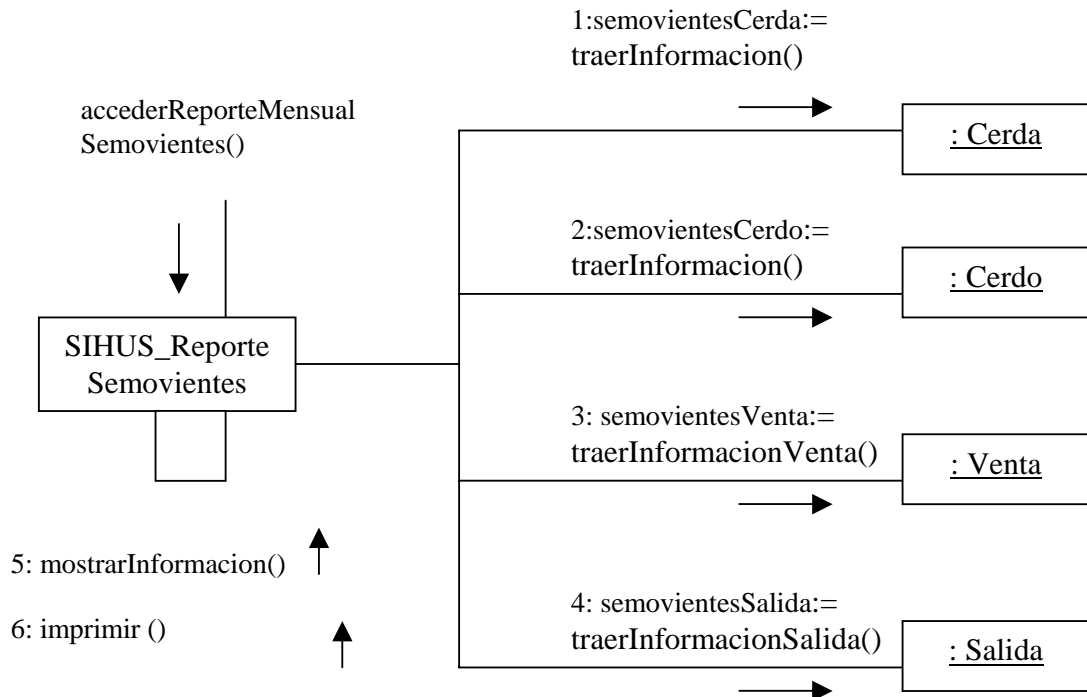 1:semovientesCerda:=
traerInformacion()
accederReporteMensual
Semovientes()
: Cerda
2:semovientesCerdo:=
traerInformacion()
: Cerdo
SIHUS_Reporte
Semovientes
3: semovientesVenta:=
traerInformacionVenta()
: Venta
5: mostrarInformacion()
6: imprimir ()
4: semovientesSalida:=
traerInformacionSalida()
: Salida